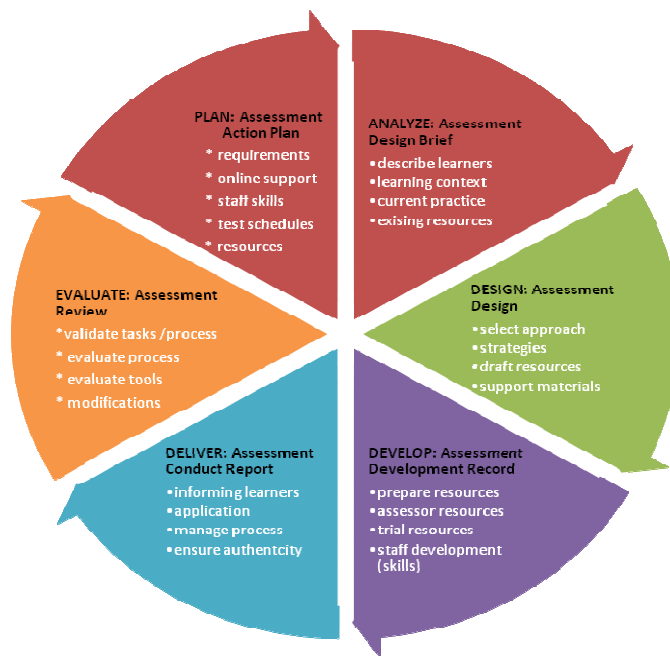 PLAN: Assessment
Action Plan
* requirements
* online support
* staff skills
* test schedules
* resources
ANALYZE: Assessment
Design Brief
•describe learners
•learning context
•current practice
•exising resources
DESIGN: Assessment
Design
•select approach
•strategies
•draft resources
•support materials
DEVELOP: Assessment
Development Record
•prepare resources
•assessor resources
•trial resources
•staff development
(skills)
DELIVER: Assessment
Conduct Report
•informing learners
•application
•manage process
•ensure authentcity
EVALUATE: Assessment
Review
*validate tasks /process
* evaluate process
* evaluate tools
* modifications